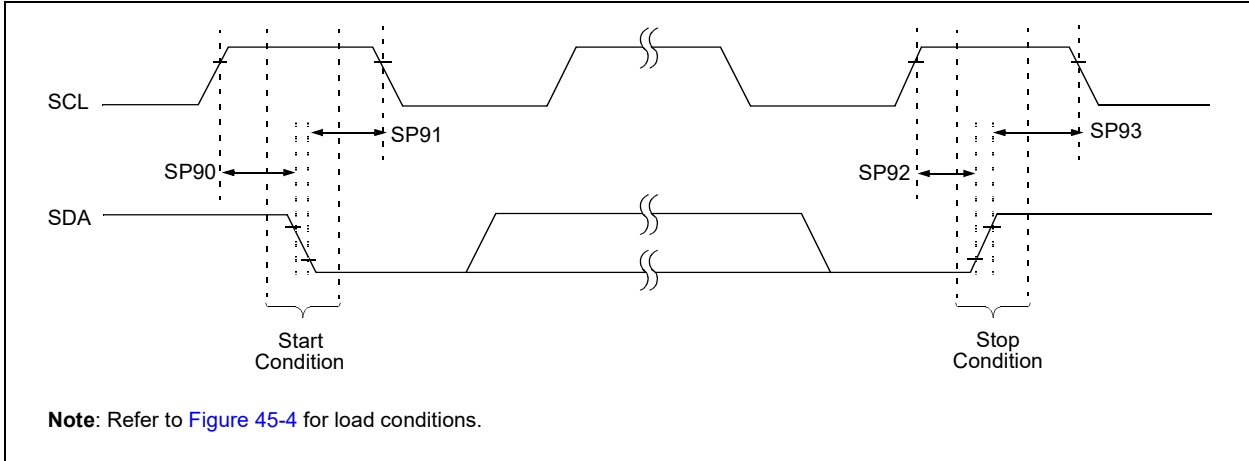 SCL
SP91
SP93
SP90
SP92
SDA
Start
Condition
Stop
Condition
Note: Refer to Figure 45-4 for load conditions.